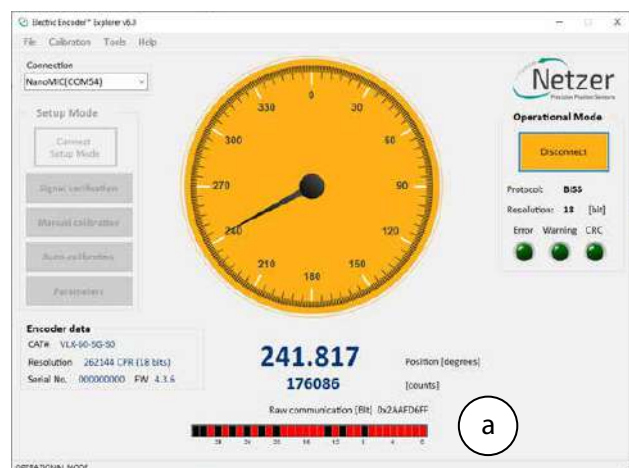 Electric Encoder™ Explorer v6.3
File Calibration Tools Help
Connection
NanoMIC(COM54)
Setup Mode
Connect
Setup Mode
Signal verification
Manual calibration
Auto calibration
Parameters
0
30
60
90
120
150
180
210
240
270
300
330
Netzer
Precision Position Sensors
Operational Mode
Disconnect
Protocol: BISS
Resolution: 18 [bit]
Error Warning CRC
Encoder data
CAT# VLX-60-SG-S0
Resolution 262144 CPR (18 bits)
Serial No. 000000000 FW 4.3.6
241.817 Position [degrees]
176086 [counts]
Raw communication [Bit] 0x2AAFD6FF
a
OPERATIONAL MODE